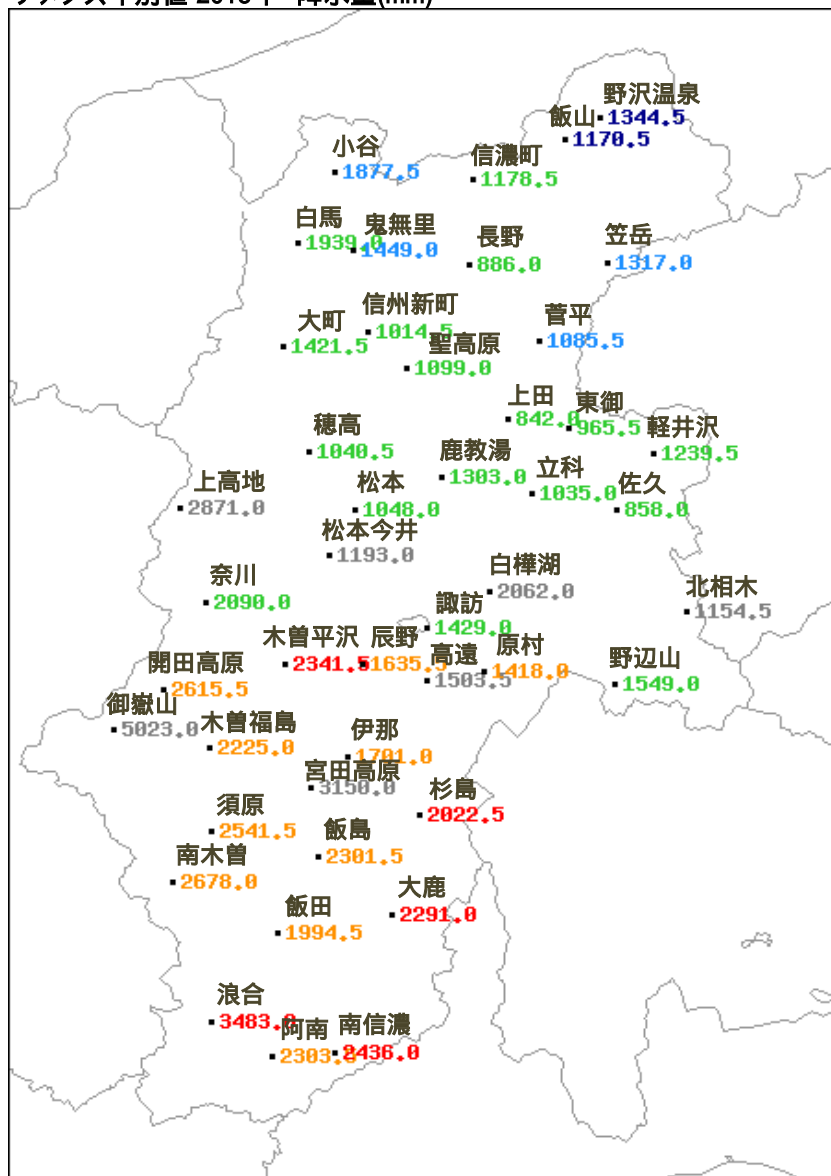 野沢温泉
1344.5
飯山
1170.5
小谷
1877.5
信濃町
1178.5
白馬
1939.0
鬼無里
1449.0
長野
886.0
笠岳
1317.0
信州新町
1014.5
大町
1421.5
菅平
1085.5
聖高原
1099.0
上田
842.0
東御
965.5
軽井沢
1239.5
穂高
1040.5
鹿教湯
1303.0
立科
1035.0
佐久
858.0
上高地
2871.0
松本
1048.0
松本今井
1193.0
白樺湖
2062.0
奈川
2090.0
諏訪
1429.0
北相木
1154.5
木曽平沢
2341.5
辰野
1635.5
高遠
1503.5
原村
1418.0
野辺山
1549.0
開田高原
2615.5
御嶽山
5023.0
木曽福島
2225.0
伊那
1701.0
宮田高原
3150.0
杉島
2022.5
須原
2541.5
飯島
2301.5
南木曽
2678.0
大鹿
2291.0
飯田
1994.5
浪合
3483.0
阿南
南信濃
2436.0